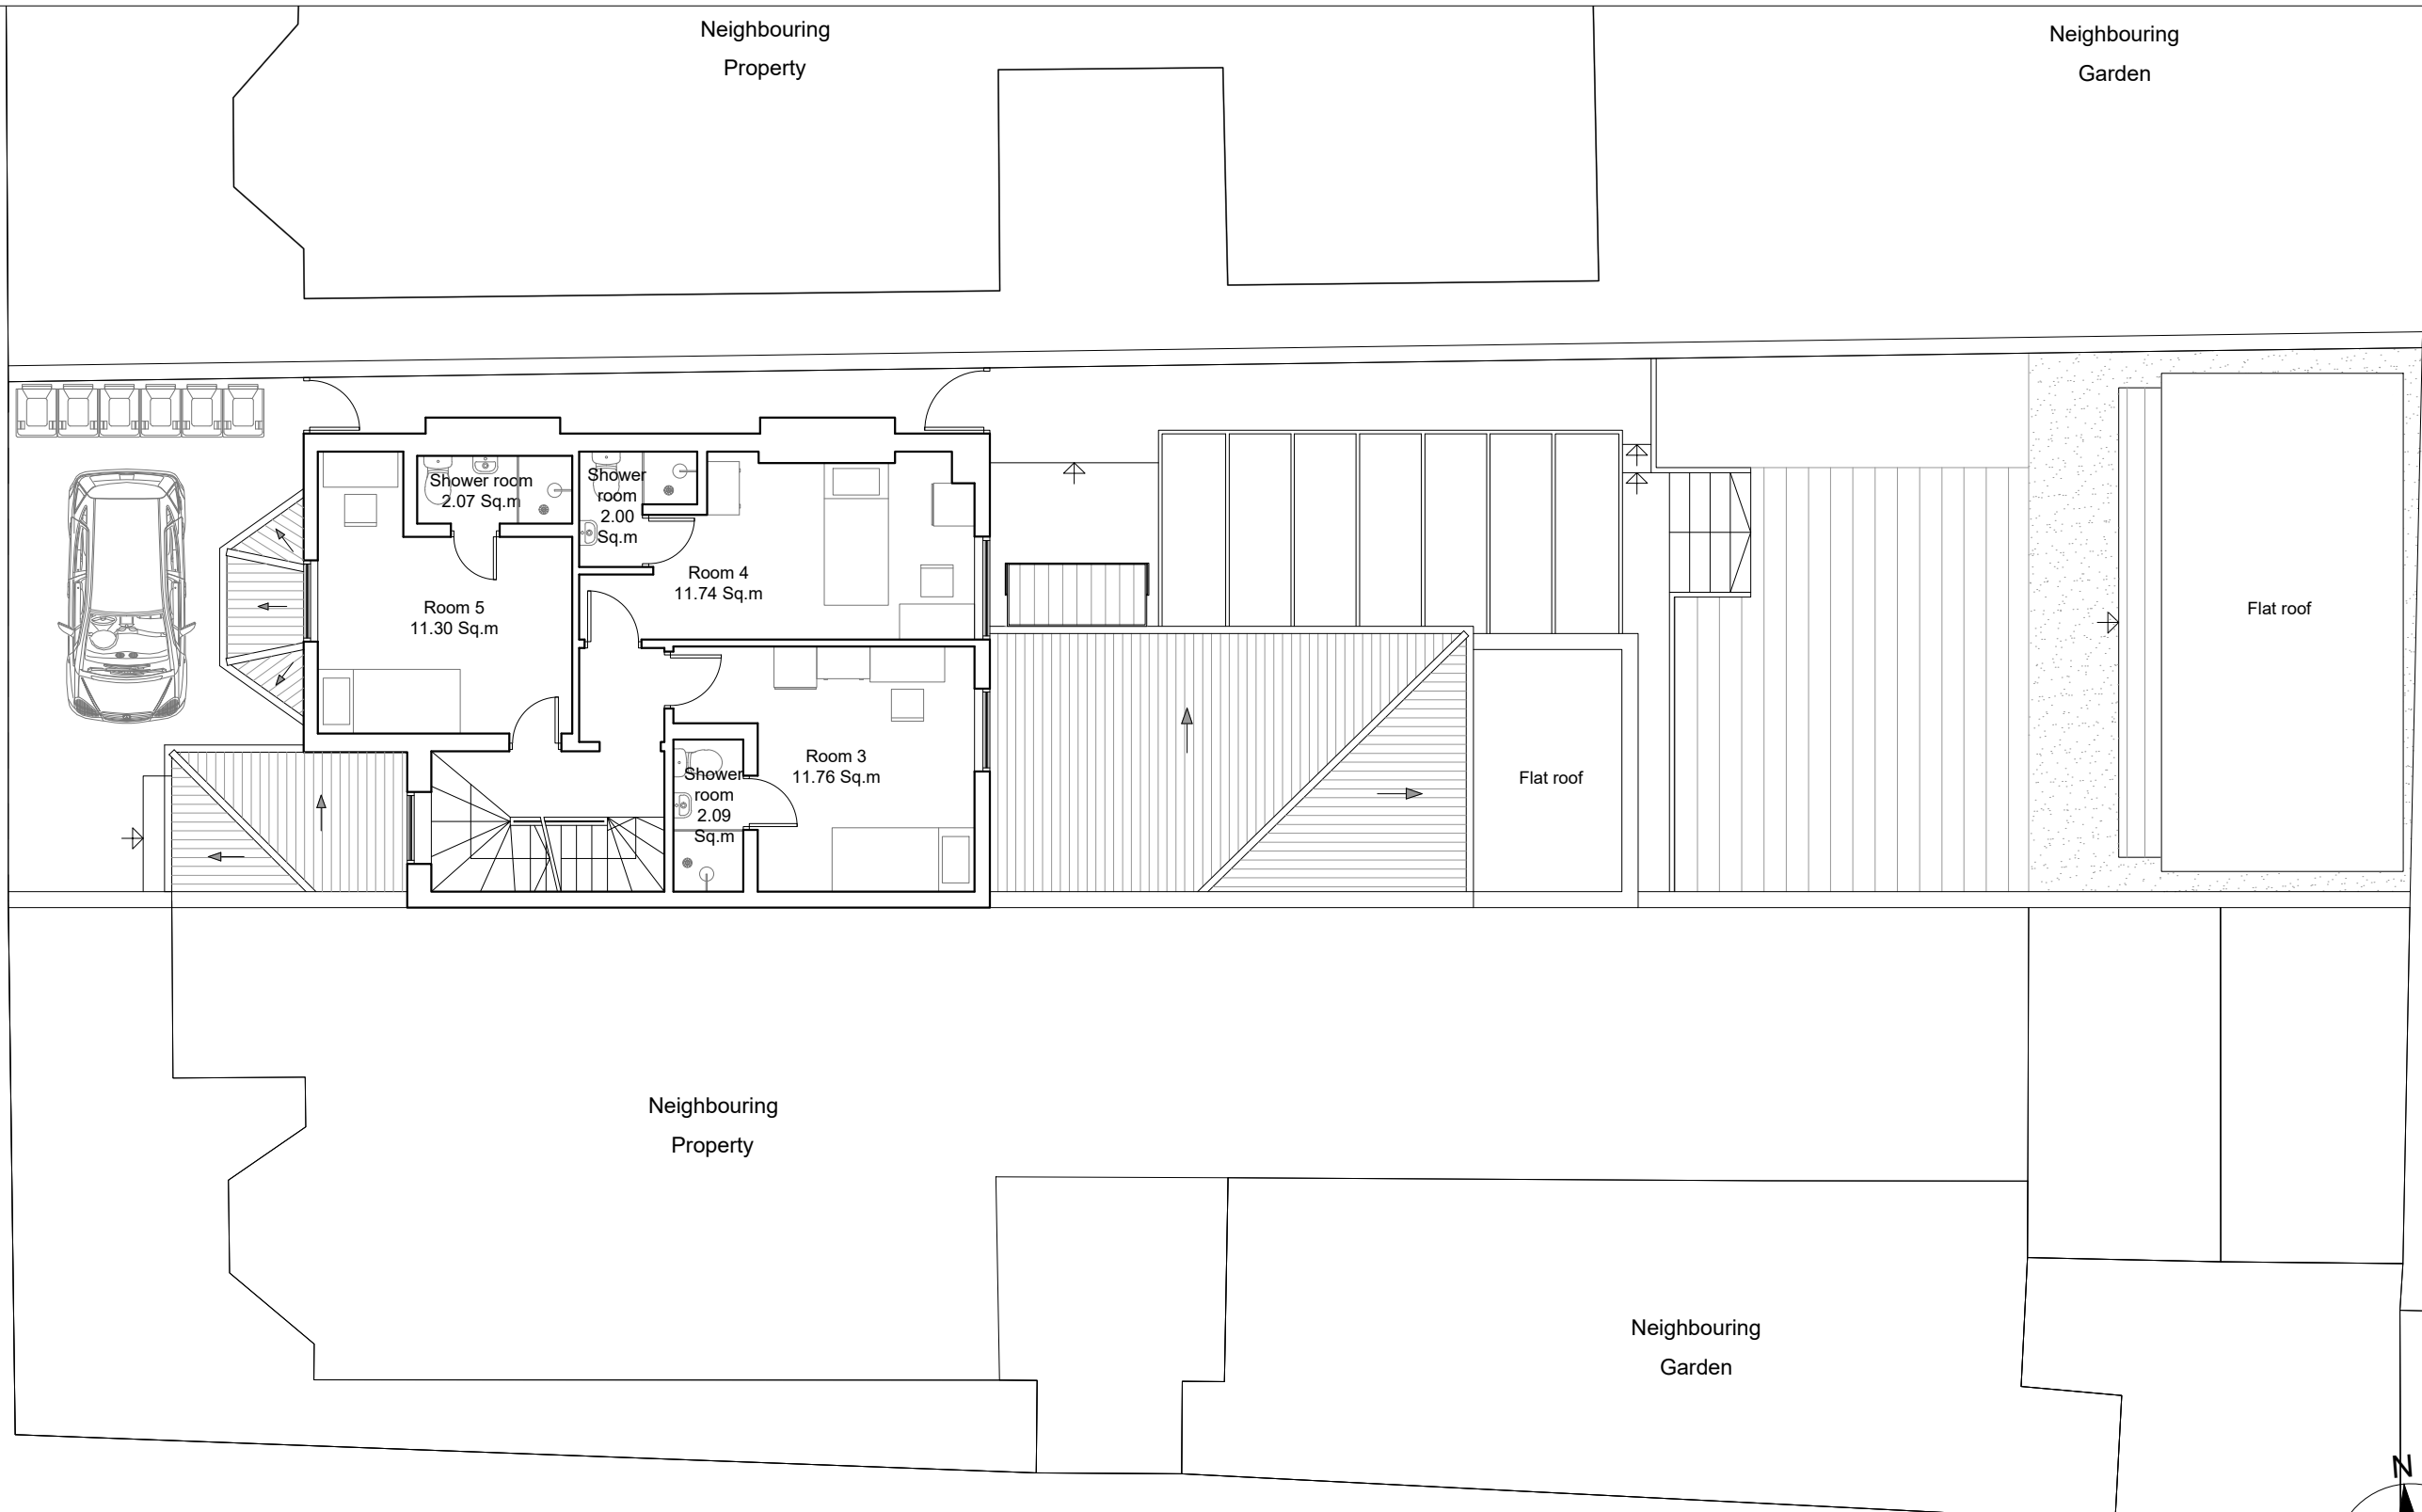 Neighbouring
Property
Neighbouring
Garden
Shower room
2.07 Sq.m
Shower
room
2.00
Sq.m
Room 4
11.74 Sq.m
Room 5
11.30 Sq.m
Flat roof
Room 3
11.76 Sq.m
Shower
room
2.09
Sq.m
Flat roof
Neighbouring
Property
Neighbouring
Garden
N